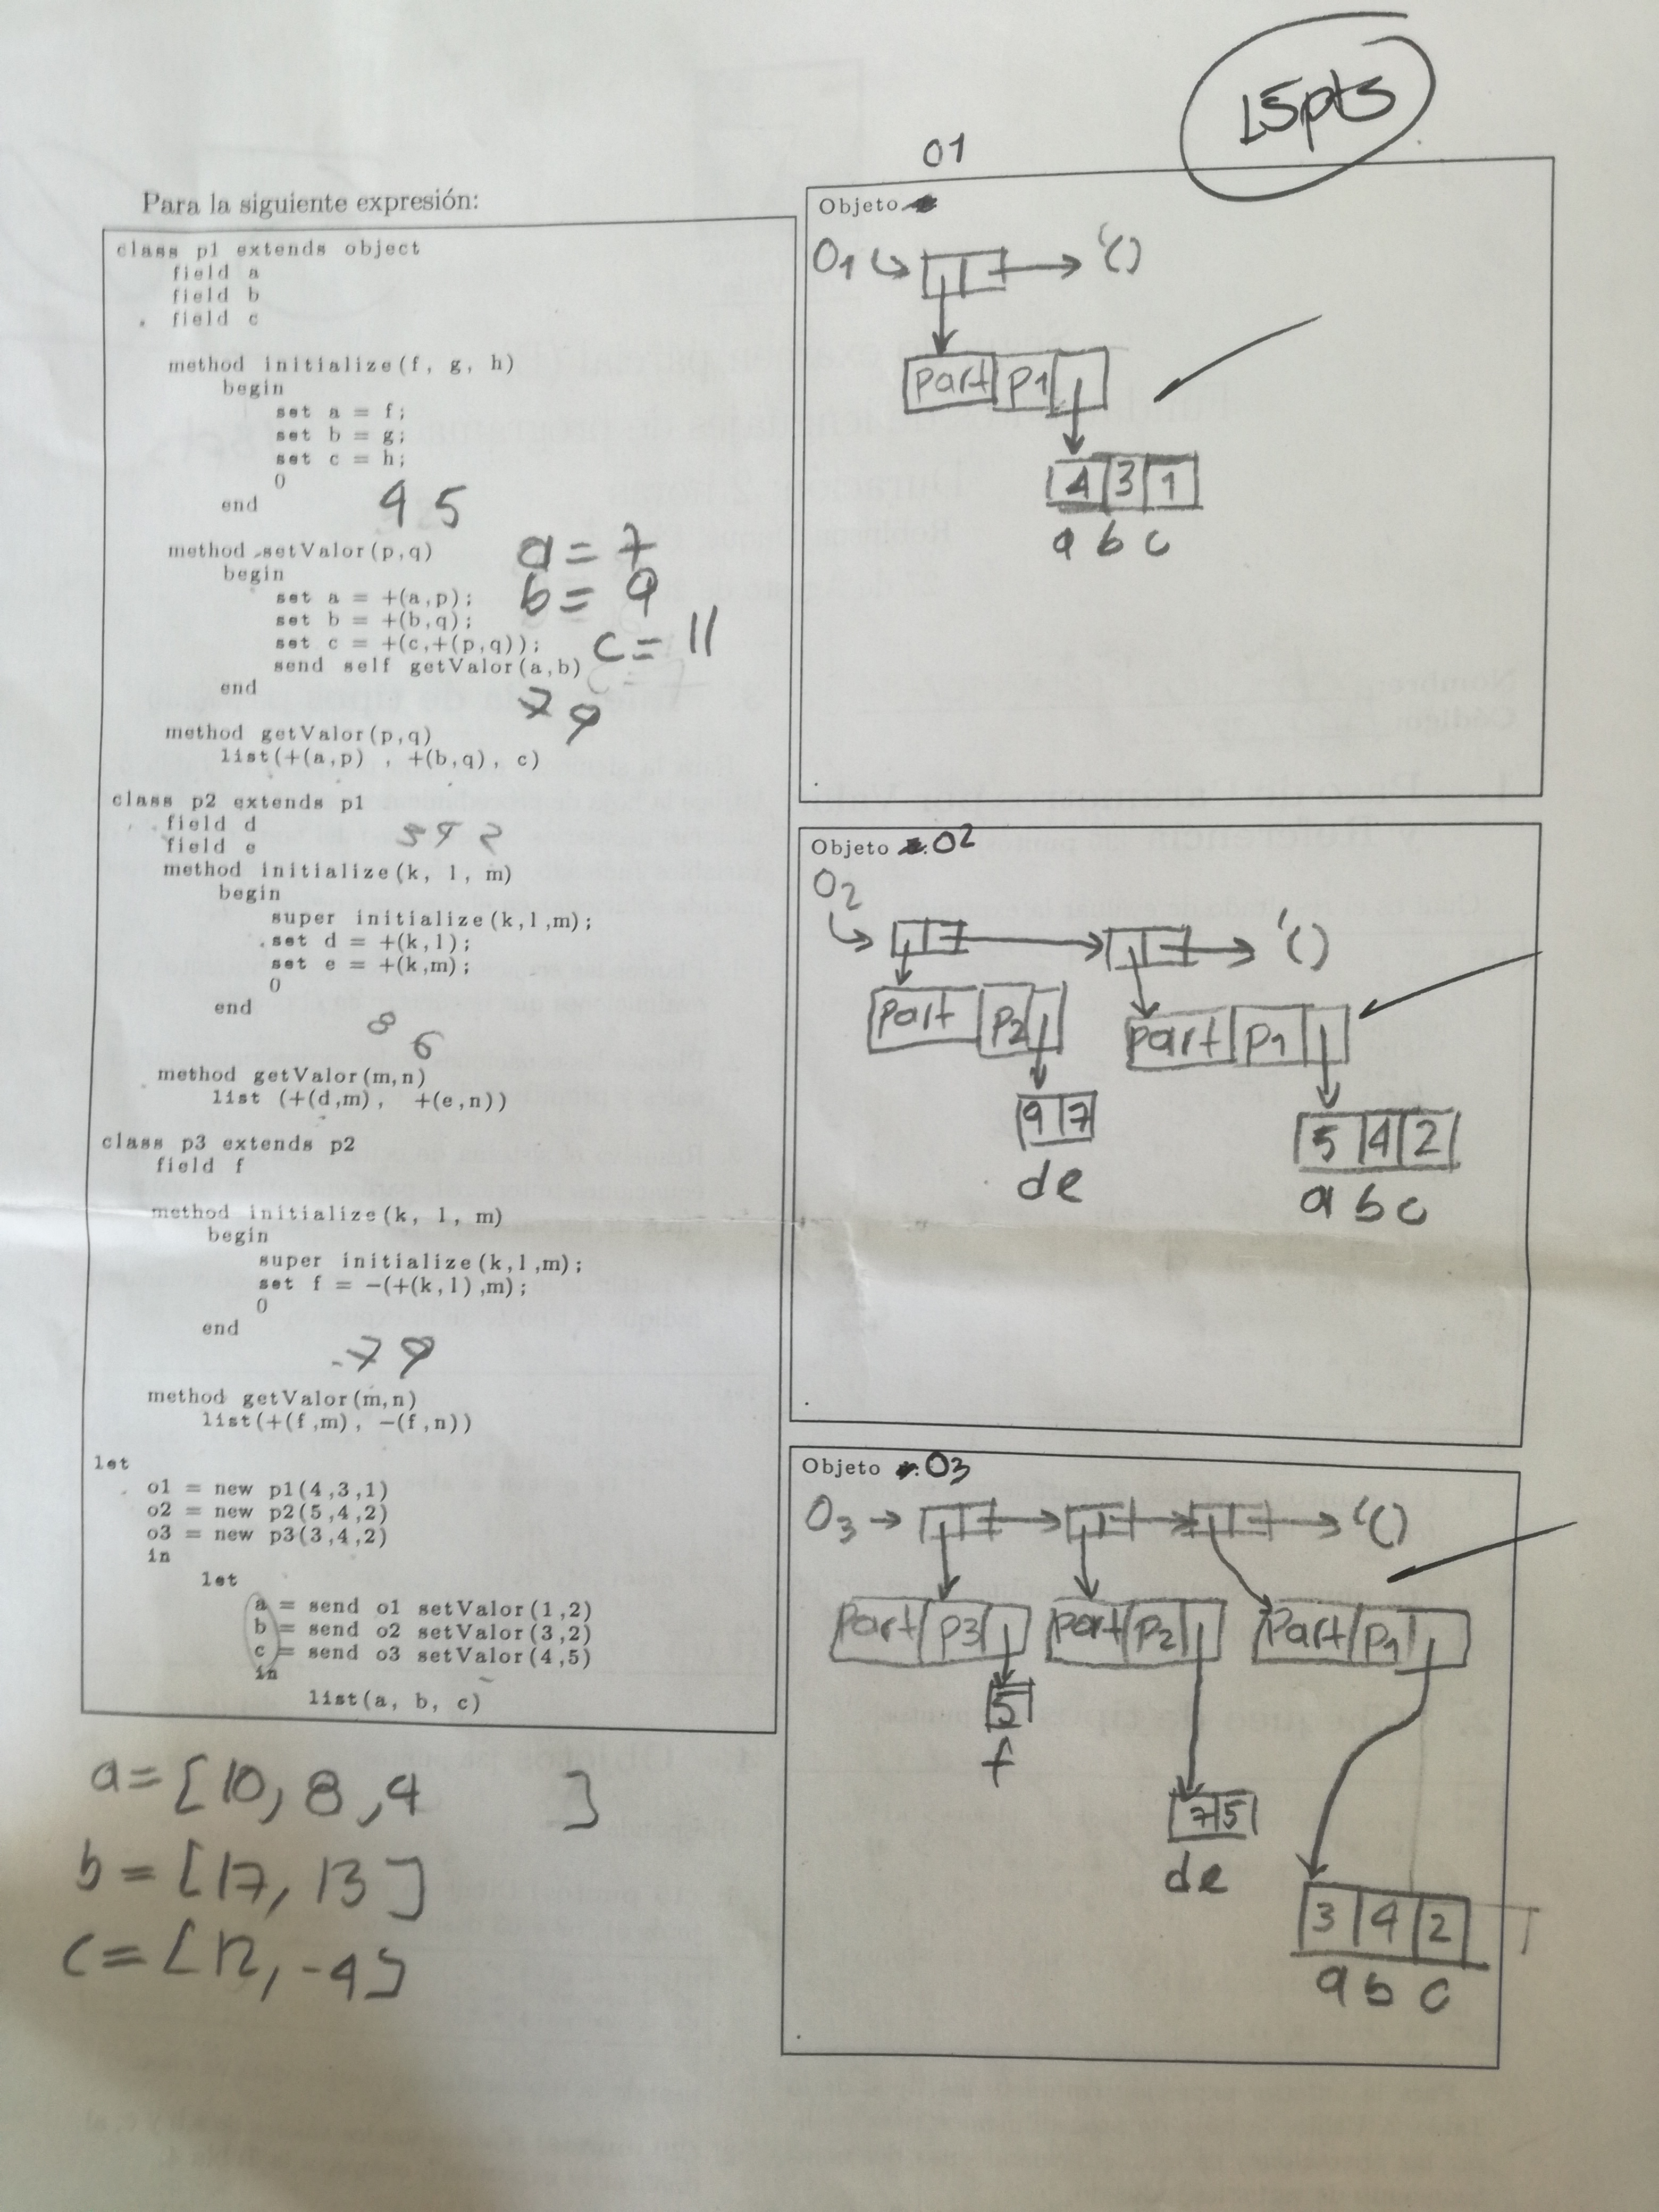 15pts
Para la siguiente expresión:
class p1 extends object
field a
field b
field c
method initialize(f, g, h)
begin
set a = f;
set b = g;
set c = h;
0
end
4 5
method setValor(p,q)
a = 7
begin
set a = +(a,p);
b = 9
set b = +(b,q);
set c = +(c,+(p,q));
c = 11
send self getValor(a,b)
end
7 9
method getValor(p,q)
list(+(a,p) , +(b,q), c)
class p2 extends p1
field d
field e
method initialize(k, l, m)
begin
super initialize(k,l,m);
set d = +(k,l);
set e = +(k,m);
0
end
8 6
method getValor(m,n)
list (+(d,m), +(e,n))
class p3 extends p2
field f
method initialize(k, l, m)
begin
super initialize(k,l,m);
set f = -(+(k,l),m);
0
end
7 9
method getValor(m,n)
list(+(f,m), -(f,n))
let
o1 = new p1(4,3,1)
o2 = new p2(5,4,2)
o3 = new p3(3,4,2)
in
let
a = send o1 setValor(1,2)
b = send o2 setValor(3,2)
c = send o3 setValor(4,5)
in
list(a, b, c)
a = [10, 8, 4 ]
b = [17, 13]
c = [12, -4]
O1
Objeto
O1 '()
Part p1
4 3 1
a b c
Objeto O2
O2 '()
Part p2 Part p1
9 7
d e
5 4 2
a b c
Objeto O3
O3 '()
Part p3 Part p2 Part p1
5
f
7 5
d e
3 4 2
a b c